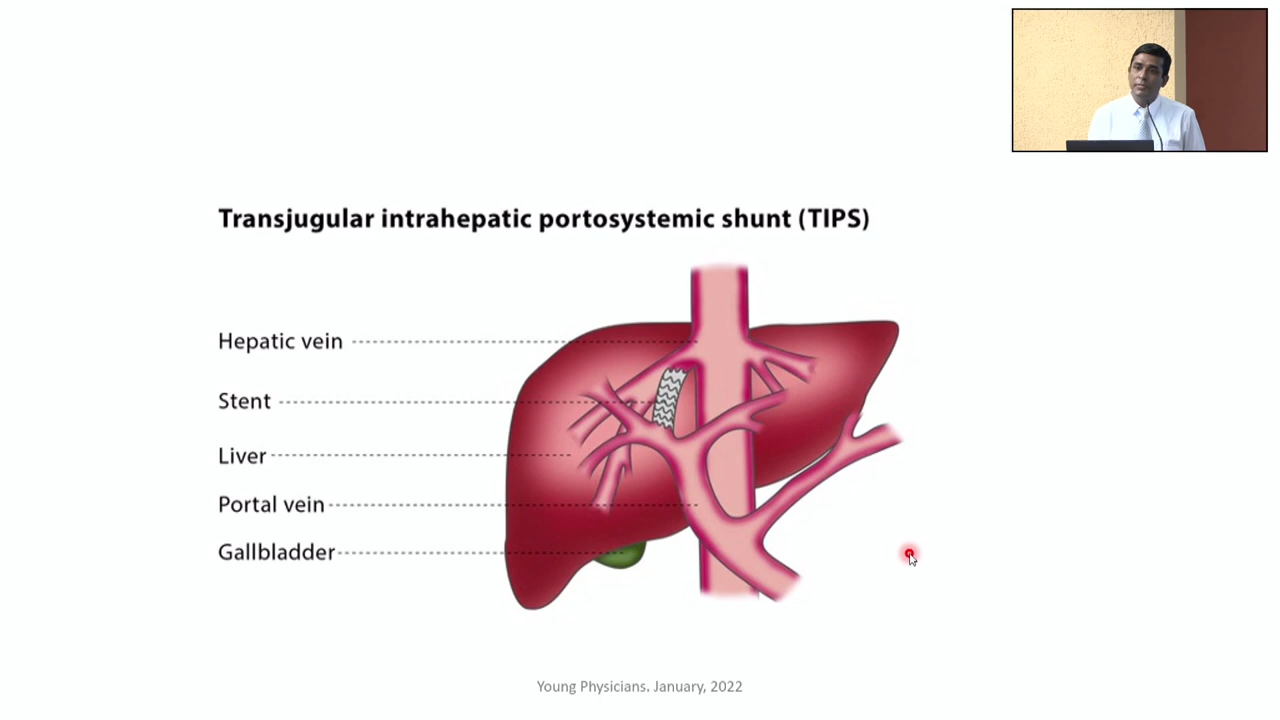 Transjugular intrahepatic portosystemic shunt (TIPS)
Hepatic vein
Stent
Liver
Portal vein
Gallbladder
Young Physicians. January, 2022